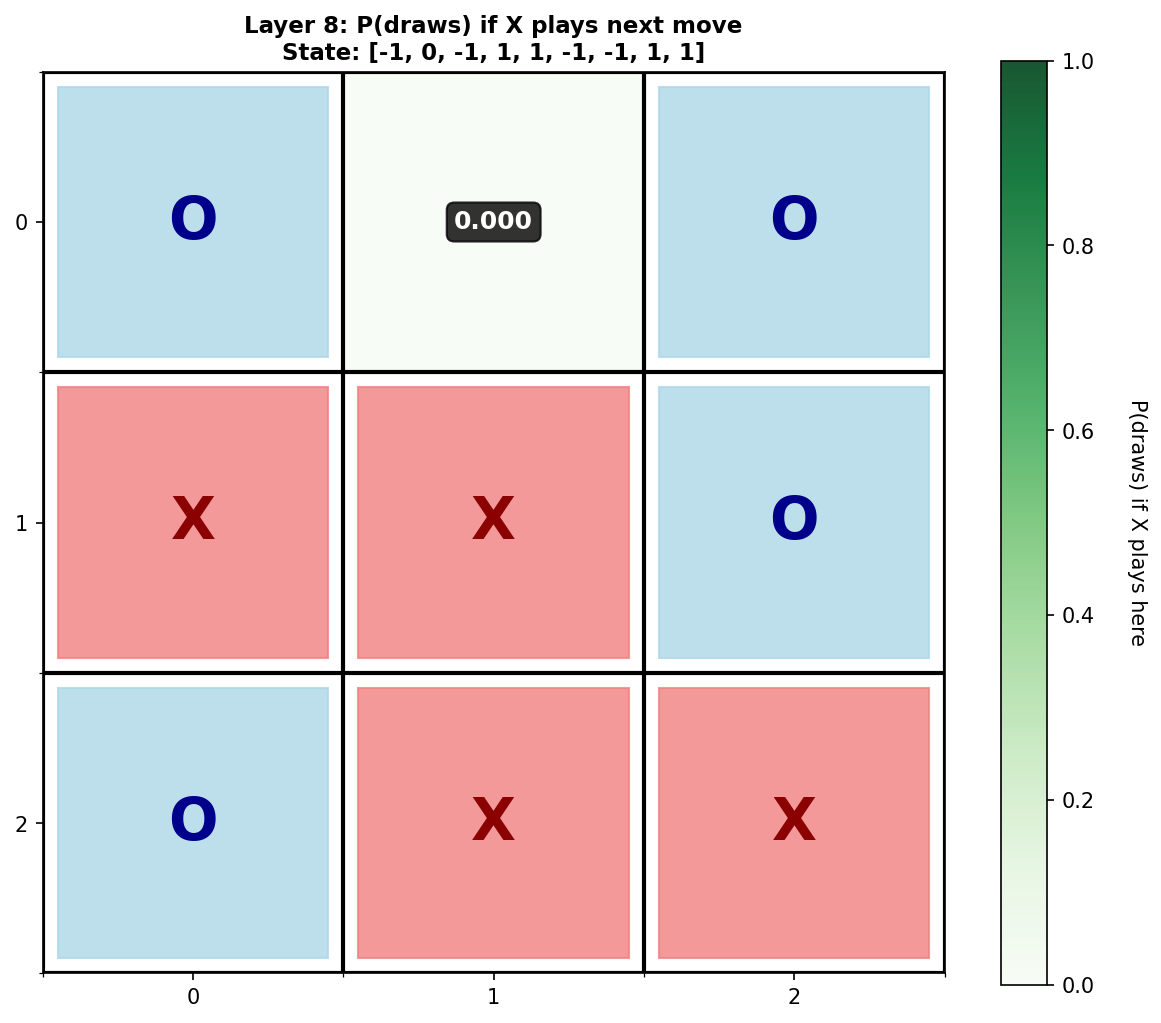 Layer 8: P(draws) if X plays next move
State: [-1, 0, -1, 1, 1, -1, -1, 1, 1]
O
0.000
O
X
X
O
O
X
X
0
1
2
0
1
2
1.0
0.8
0.6
0.4
0.2
0.0
P(draws) if X plays here